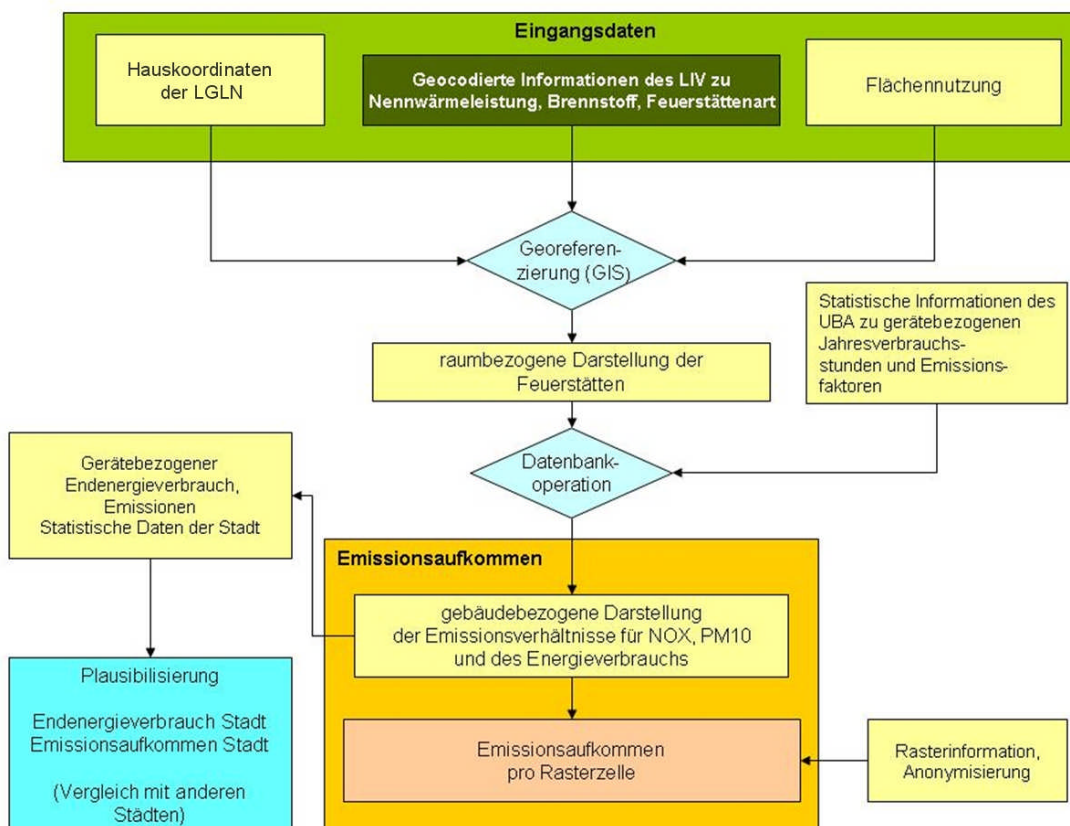 Eingangsdaten
Hauskoordinaten
der LGLN
Geocodierte Informationen des LIV zu
Nennwärmeleistung, Brennstoff, Feuerstättenart
Flächennutzung
Georeferen-
zierung (GIS)
Statistische Informationen des
UBA zu gerätebezogenen
Jahresverbrauchs-
stunden und Emissions-
faktoren
raumbezogene Darstellung der
Feuerstätten
Datenbank-
operation
Gerätebezogener
Endenergieverbrauch,
Emissionen
Statistische Daten der Stadt
Emissionsaufkommen
gebäudebezogene Darstellung
der Emissionsverhältnisse für NOX, PM10
und des Energieverbrauchs
Plausibilisierung
Endenergieverbrauch Stadt
Emissionsaufkommen Stadt
(Vergleich mit anderen
Städten)
Emissionsaufkommen
pro Rasterzelle
Rasterinformation,
Anonymisierung